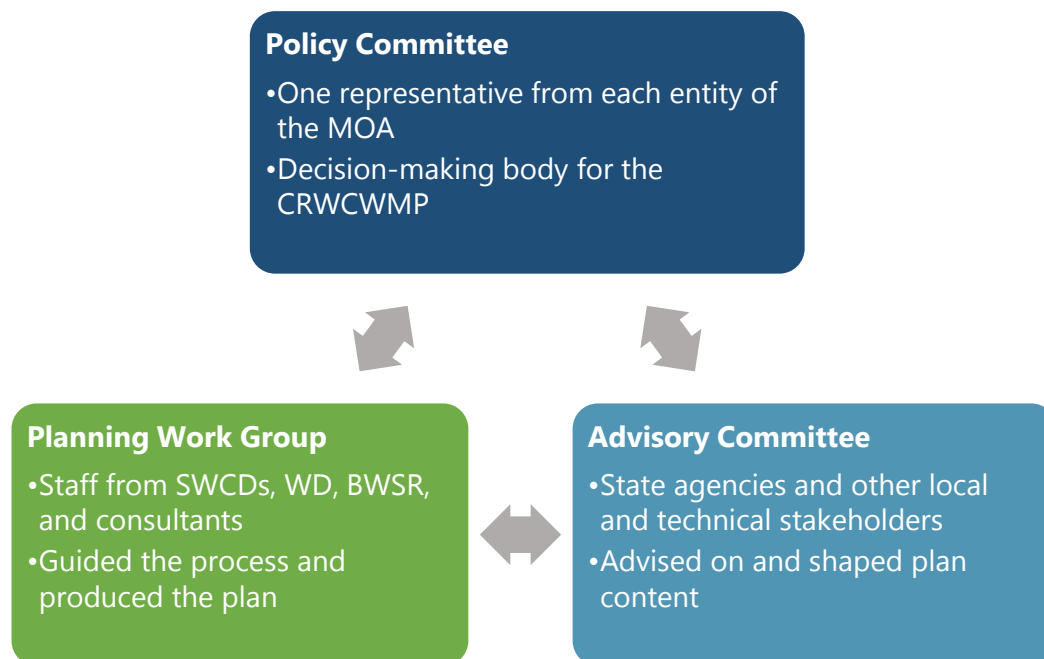 Policy Committee
•One representative from each entity of
the MOA
•Decision-making body for the
CRWCWMP
Planning Work Group
•Staff from SWCDs, WD, BWSR,
and consultants
•Guided the process and
produced the plan
Advisory Committee
•State agencies and other local
and technical stakeholders
•Advised on and shaped plan
content